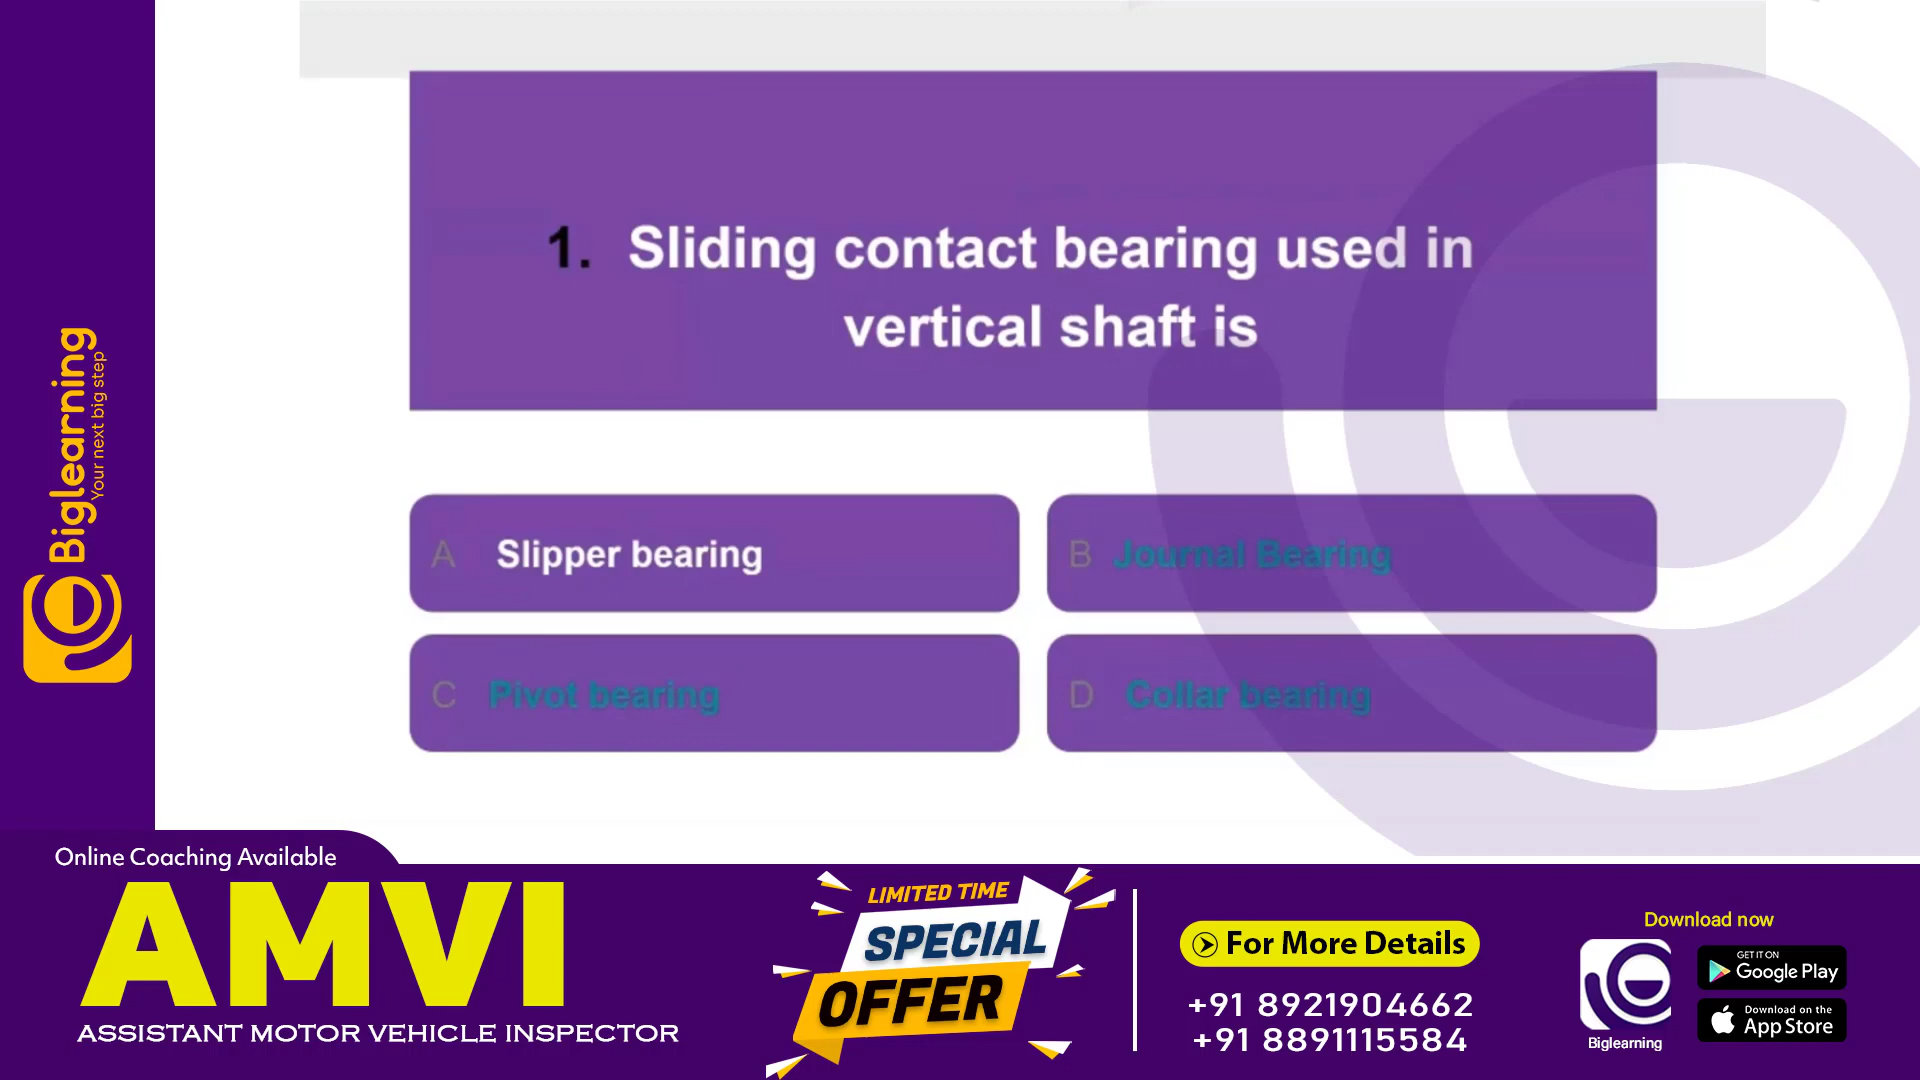 1. Sliding contact bearing used in
vertical shaft is
A Slipper bearing
B Journal Bearing
C Pivot bearing
D Collar bearing
Biglearning
Your next big step
Online Coaching Available
AMVI
ASSISTANT MOTOR VEHICLE INSPECTOR
LIMITED TIME
SPECIAL
OFFER
For More Details
+91 8921904662
+91 8891115584
Download now
Biglearning
GET IT ON
Google Play
Download on the
App Store